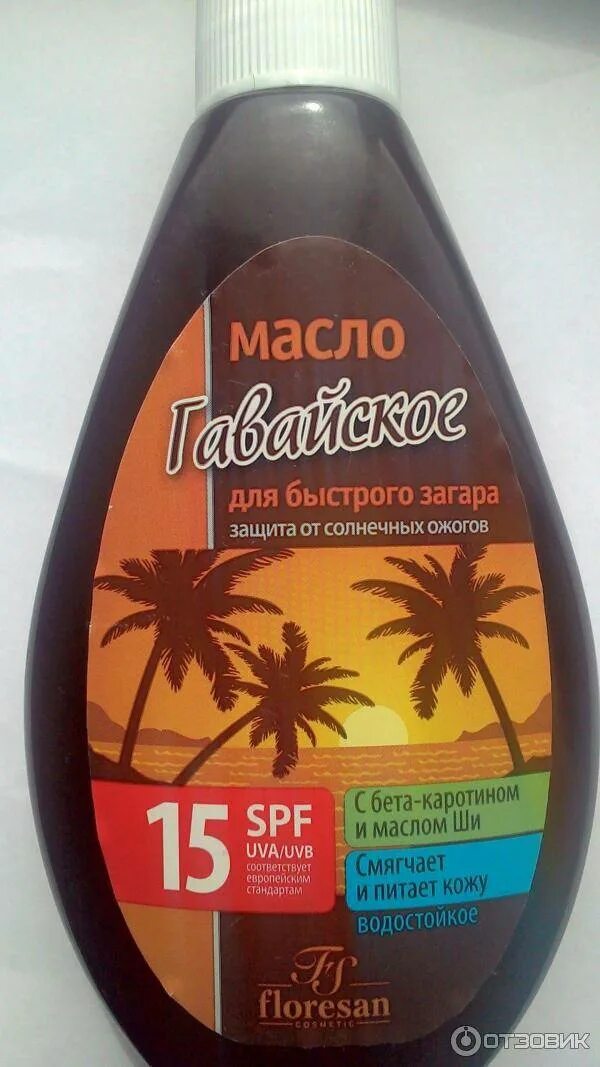 масло
Гавайское
для быстрого загара
защита от солнечных ожогов
15 SPF
UVA/UVB
соответствует
европейским
стандартам
С бета-каротином
и маслом Ши
Смягчает
и питает кожу
водостойкое
FS
floresan
COSMETIC
ОТЗОВИК